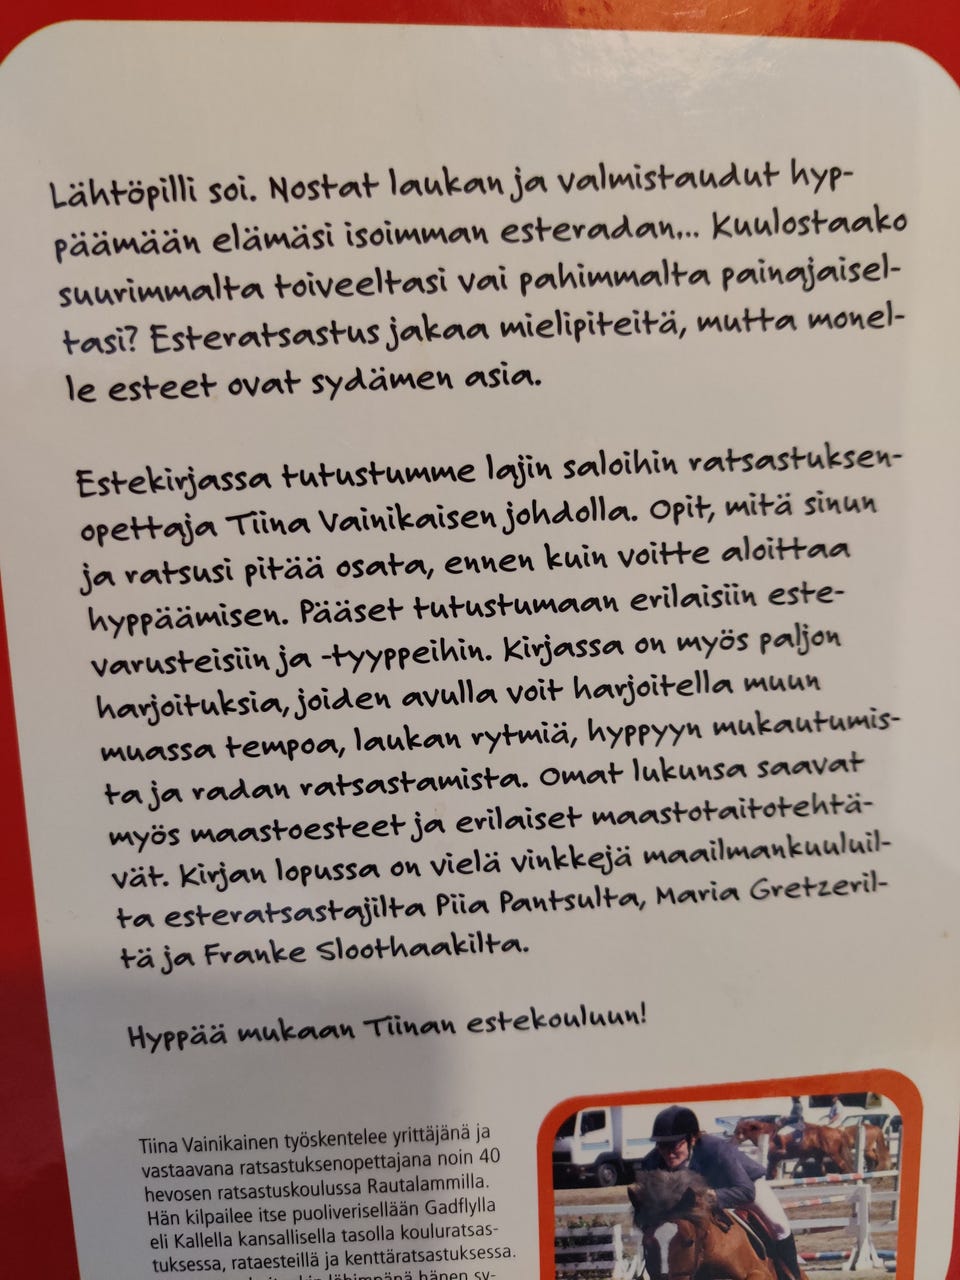 Lähtöpilli soi. Nostat laukan ja valmistaudut hyp-
päämään elämäsi isoimman esteradan... Kuulostaako
suurimmalta toiveeltasi vai pahimmalta painajaisel-
tasi? Esteratsastus jakaa mielipiteitä, mutta monel-
le esteet ovat sydämen asia.
Estekirjassa tutustumme lajin saloihin ratsastuksen-
opettaja Tiina Vainikaisen johdolla. Opit, mitä sinun
ja ratsusi pitää osata, ennen kuin voitte aloittaa
hyppäämisen. Pääset tutustumaan erilaisiin este-
varusteisiin ja -tyyppeihin. Kirjassa on myös paljon
harjoituksia, joiden avulla voit harjoitella muun
muassa tempoa, laukan rytmiä, hyppyyn mukautumis-
ta ja radan ratsastamista. Omat lukunsa saavat
myös maastoesteet ja erilaiset maastotaitotehtä-
vät. Kirjan lopussa on vielä vinkkejä maailmankuuluil-
ta esteratsastajilta Piia Pantsulta, Maria Gretzeril-
tä ja Franke Sloothaakilta.
Hyppää mukaan Tiinan estekouluun!
Tiina Vainikainen työskentelee yrittäjänä ja
vastaavana ratsastuksenopettajana noin 40
hevosen ratsastuskoulussa Rautalammilla.
Hän kilpailee itse puoliverisellään Gadflylla
eli Kallella kansallisella tasolla kouluratsas-
tuksessa, rataesteillä ja kenttäratsastuksessa.
lähimpänä hänen sy-